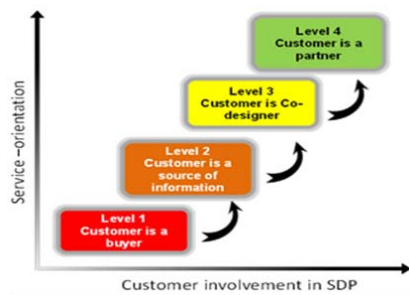 Level 4
Customer is a
partner
Level 3
Customer is Co-
designer
Level 2
Customer is a
source of
information
Level 1
Customer is a
buyer
Service-orientation
Customer involvement in SDP